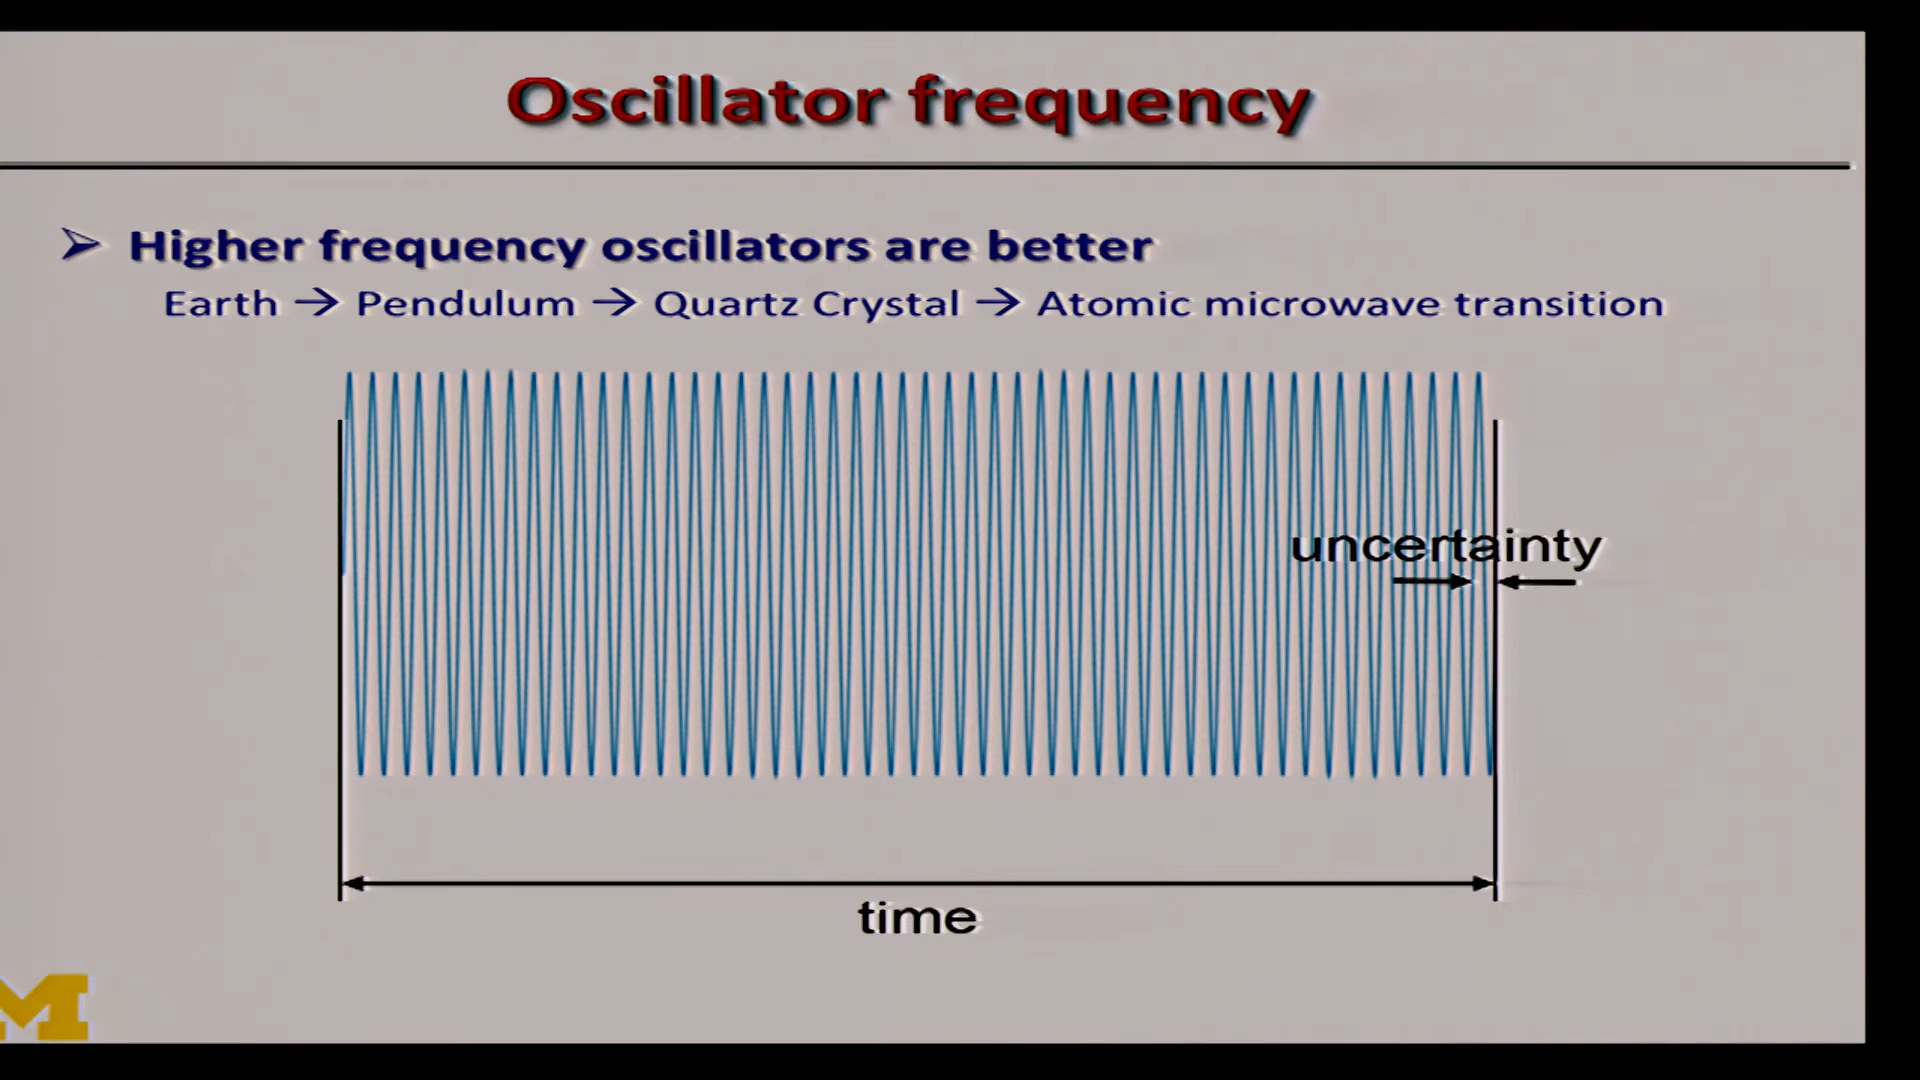 Oscillator frequency
Higher frequency oscillators are better
Earth → Pendulum → Quartz Crystal → Atomic microwave transition
uncertainty
time
M